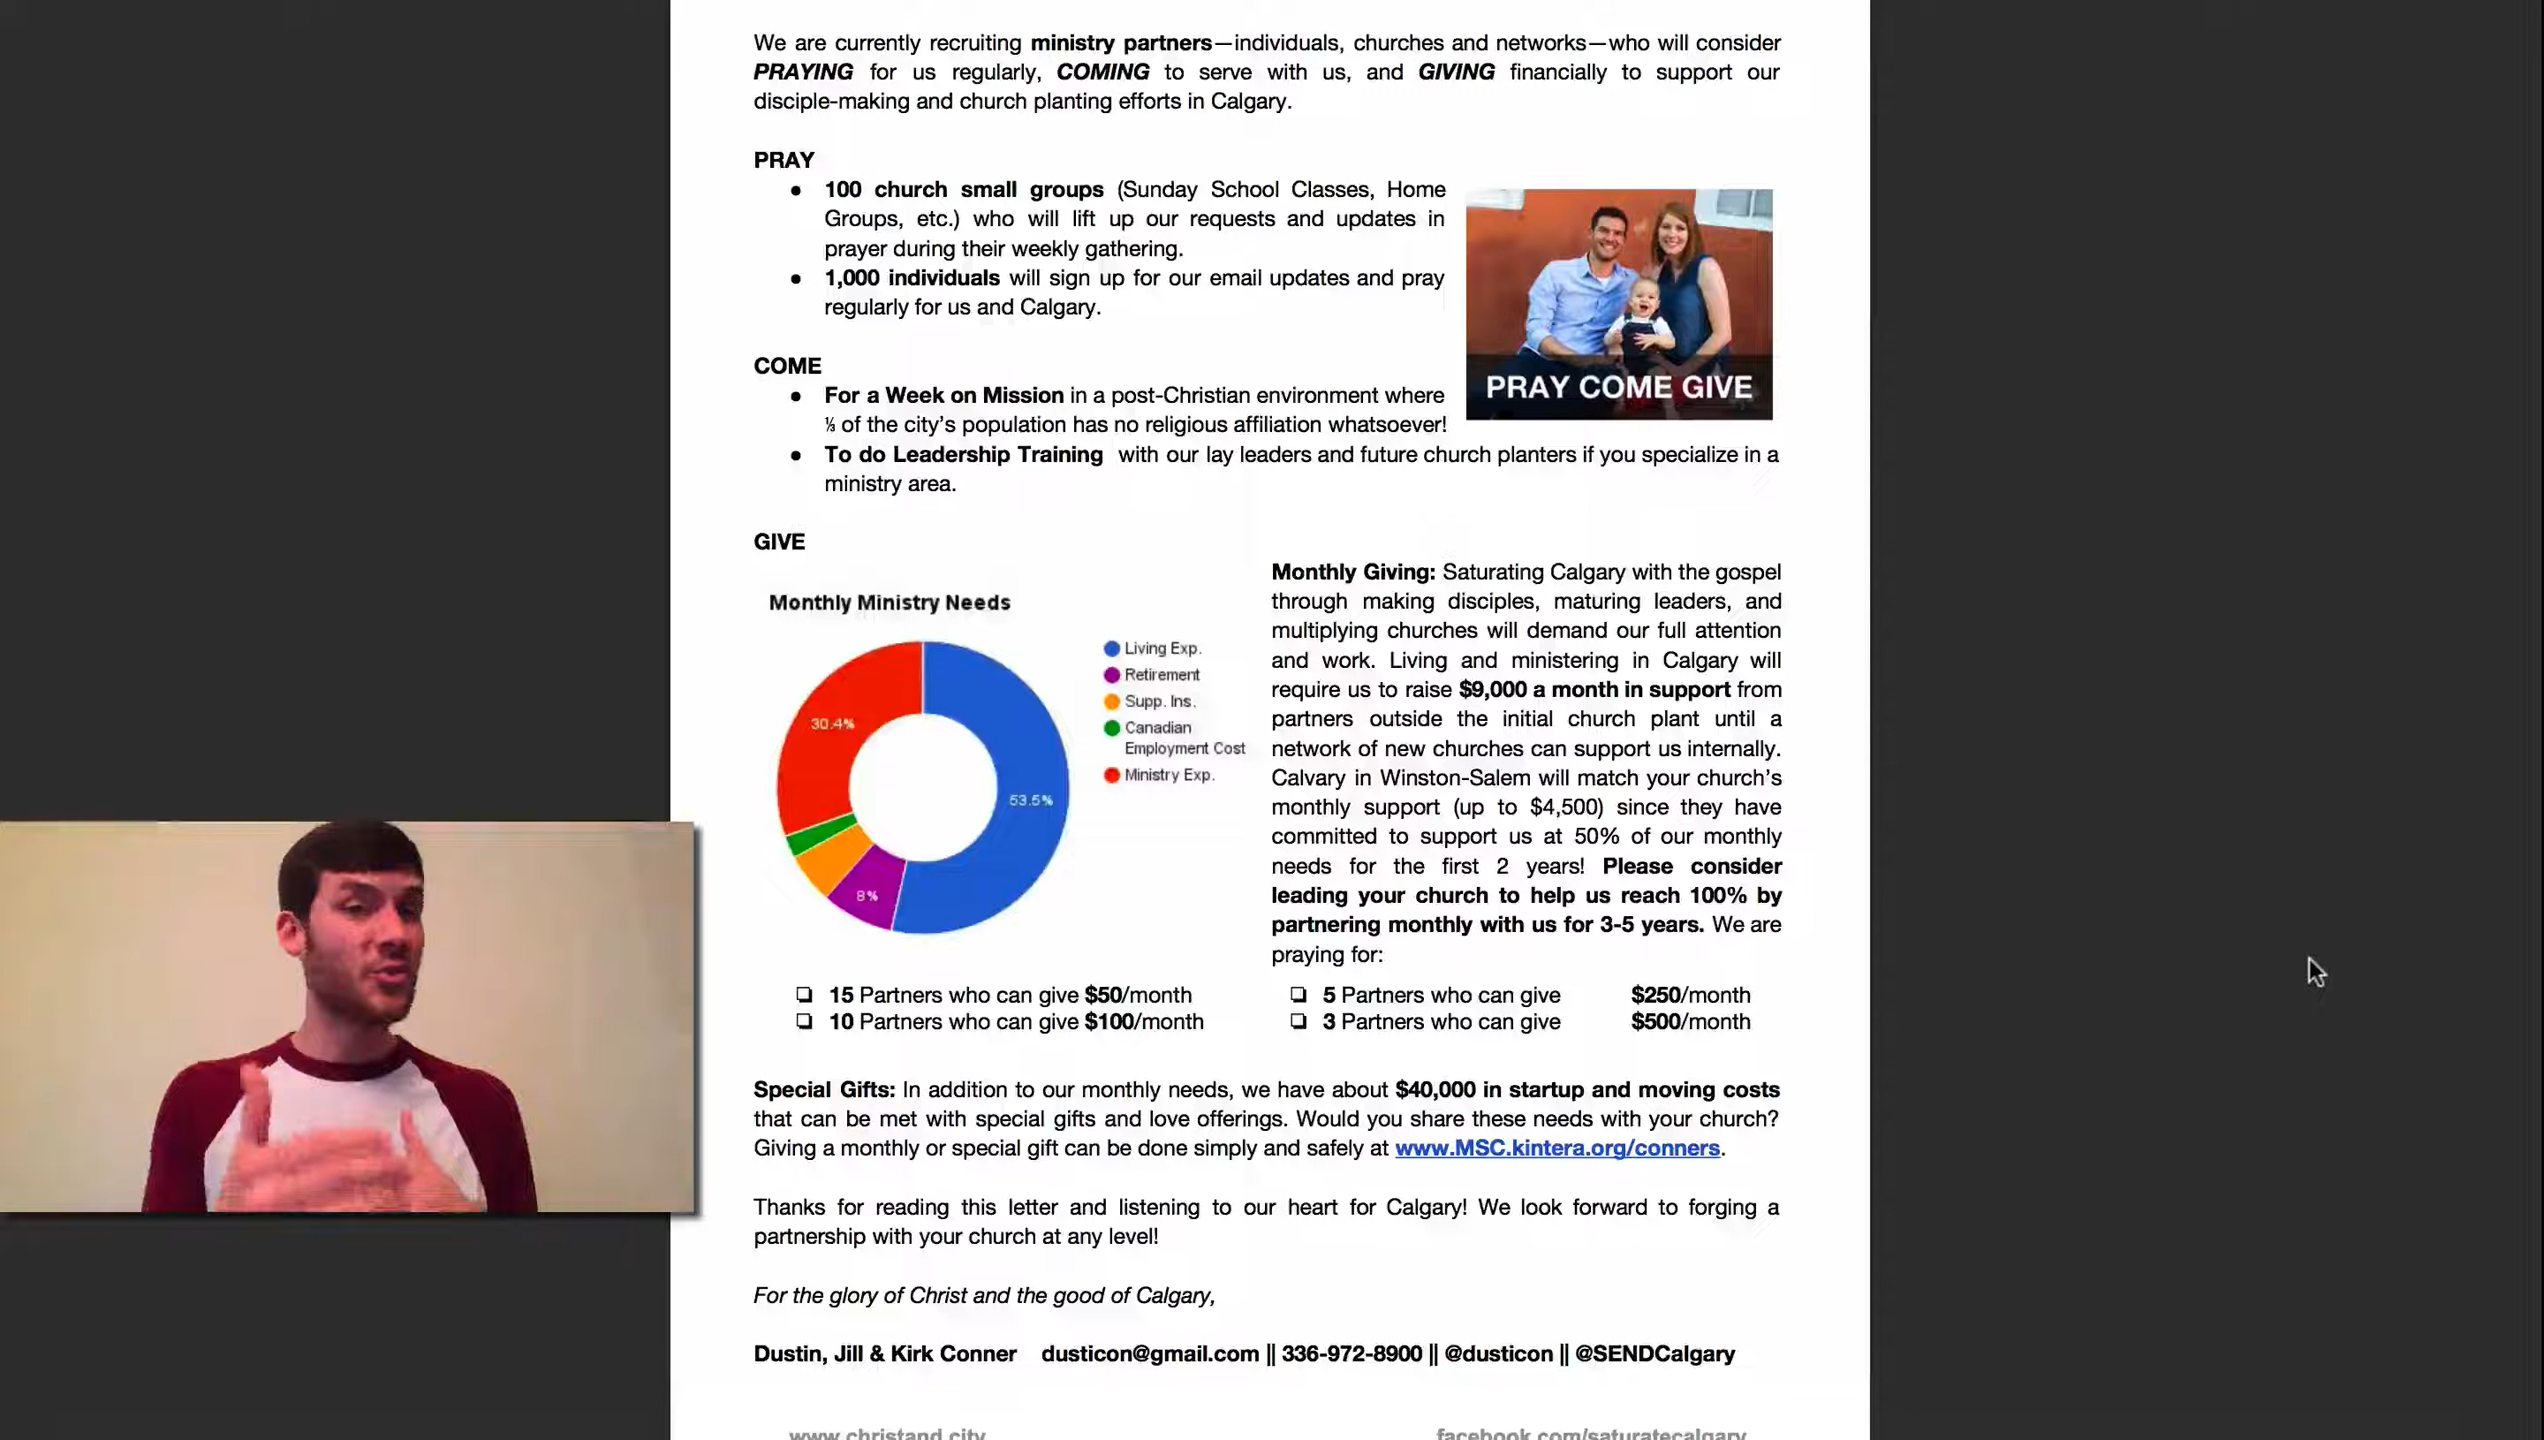 We are currently recruiting ministry partners—individuals, churches and networks—who will consider
PRAYING for us regularly, COMING to serve with us, and GIVING financially to support our
disciple-making and church planting efforts in Calgary.
PRAY
● 100 church small groups (Sunday School Classes, Home
Groups, etc.) who will lift up our requests and updates in
prayer during their weekly gathering.
● 1,000 individuals will sign up for our email updates and pray
regularly for us and Calgary.
PRAY COME GIVE
COME
● For a Week on Mission in a post-Christian environment where
⅓ of the city's population has no religious affiliation whatsoever!
● To do Leadership Training with our lay leaders and future church planters if you specialize in a
ministry area.
GIVE
Monthly Ministry Needs
30.4%
53.5%
8%
Living Exp.
Retirement
Supp. Ins.
Canadian
Employment Cost
Ministry Exp.
Monthly Giving: Saturating Calgary with the gospel
through making disciples, maturing leaders, and
multiplying churches will demand our full attention
and work. Living and ministering in Calgary will
require us to raise $9,000 a month in support from
partners outside the initial church plant until a
network of new churches can support us internally.
Calvary in Winston-Salem will match your church's
monthly support (up to $4,500) since they have
committed to support us at 50% of our monthly
needs for the first 2 years! Please consider
leading your church to help us reach 100% by
partnering monthly with us for 3-5 years. We are
praying for:
❏ 15 Partners who can give $50/month
❏ 10 Partners who can give $100/month
❏ 5 Partners who can give $250/month
❏ 3 Partners who can give $500/month
Special Gifts: In addition to our monthly needs, we have about $40,000 in startup and moving costs
that can be met with special gifts and love offerings. Would you share these needs with your church?
Giving a monthly or special gift can be done simply and safely at www.MSC.kintera.org/conners.
Thanks for reading this letter and listening to our heart for Calgary! We look forward to forging a
partnership with your church at any level!
For the glory of Christ and the good of Calgary,
Dustin, Jill & Kirk Conner dusticon@gmail.com || 336-972-8900 || @dusticon || @SENDCalgary
www.christand.city
facebook.com/saturatecalgary